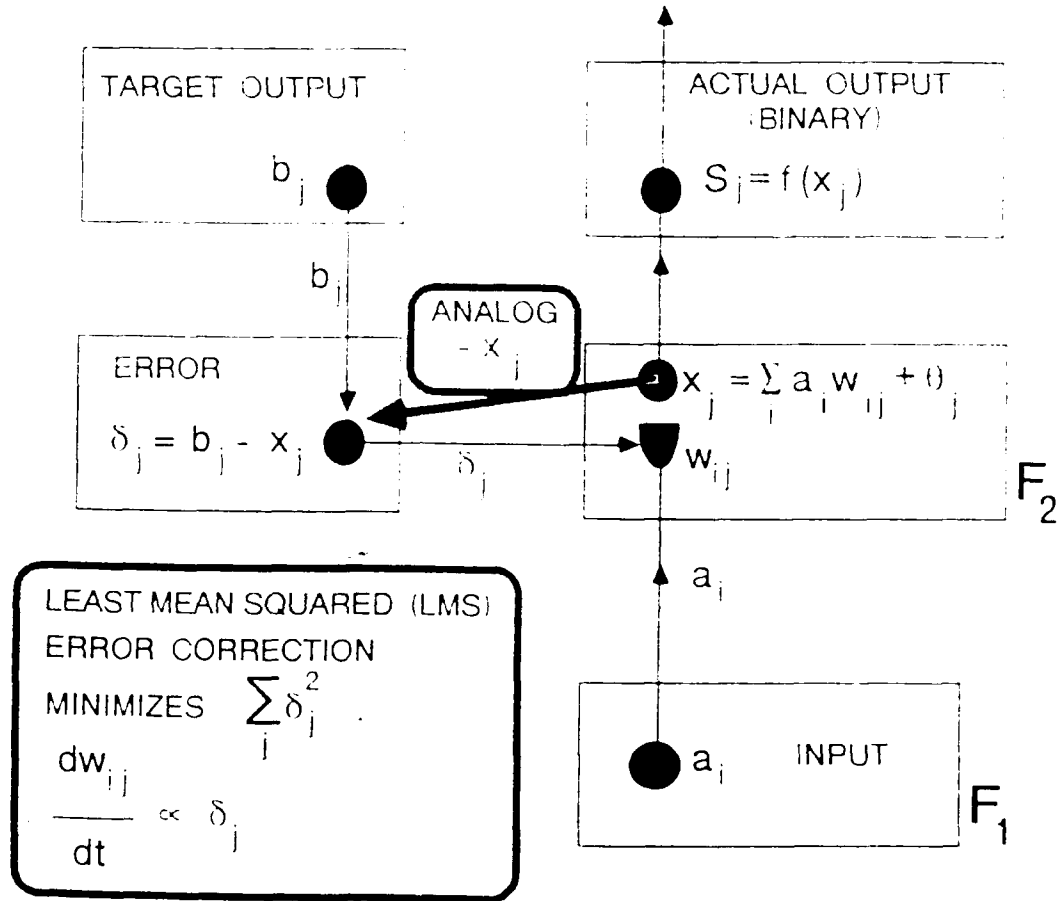 TARGET OUTPUT
b_j
b_j
ACTUAL OUTPUT
(BINARY)
S_j = f(x_j)
ANALOG
- x_j
ERROR
δ_j = b_j - x_j
δ_j
x_j = Σ_i a_i w_ij + θ_j
w_ij
F_2
a_i
LEAST MEAN SQUARED (LMS)
ERROR CORRECTION
MINIMIZES Σ_j δ_j^2
dw_ij
∝ δ_j
dt
a_i INPUT
F_1